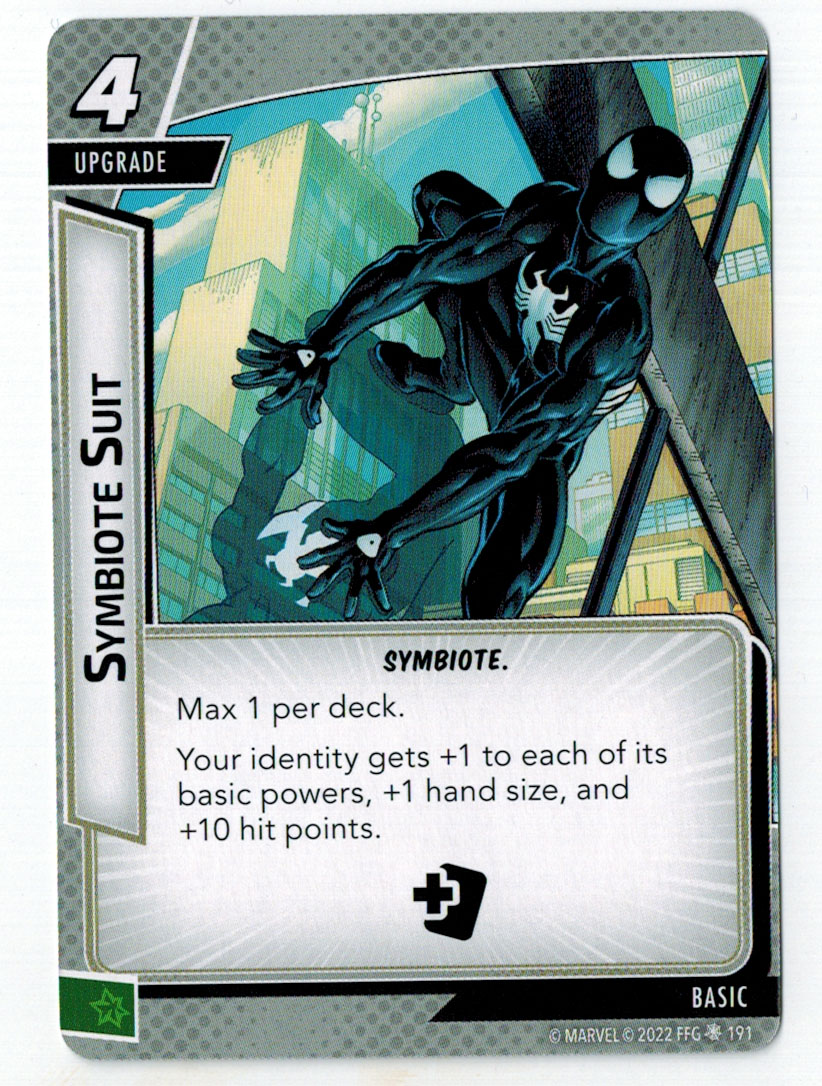 4
UPGRADE
SYMBIOTE SUIT
SYMBIOTE.
Max 1 per deck.
Your identity gets +1 to each of its
basic powers, +1 hand size, and
+10 hit points.
BASIC
© MARVEL © 2022 FFG 191